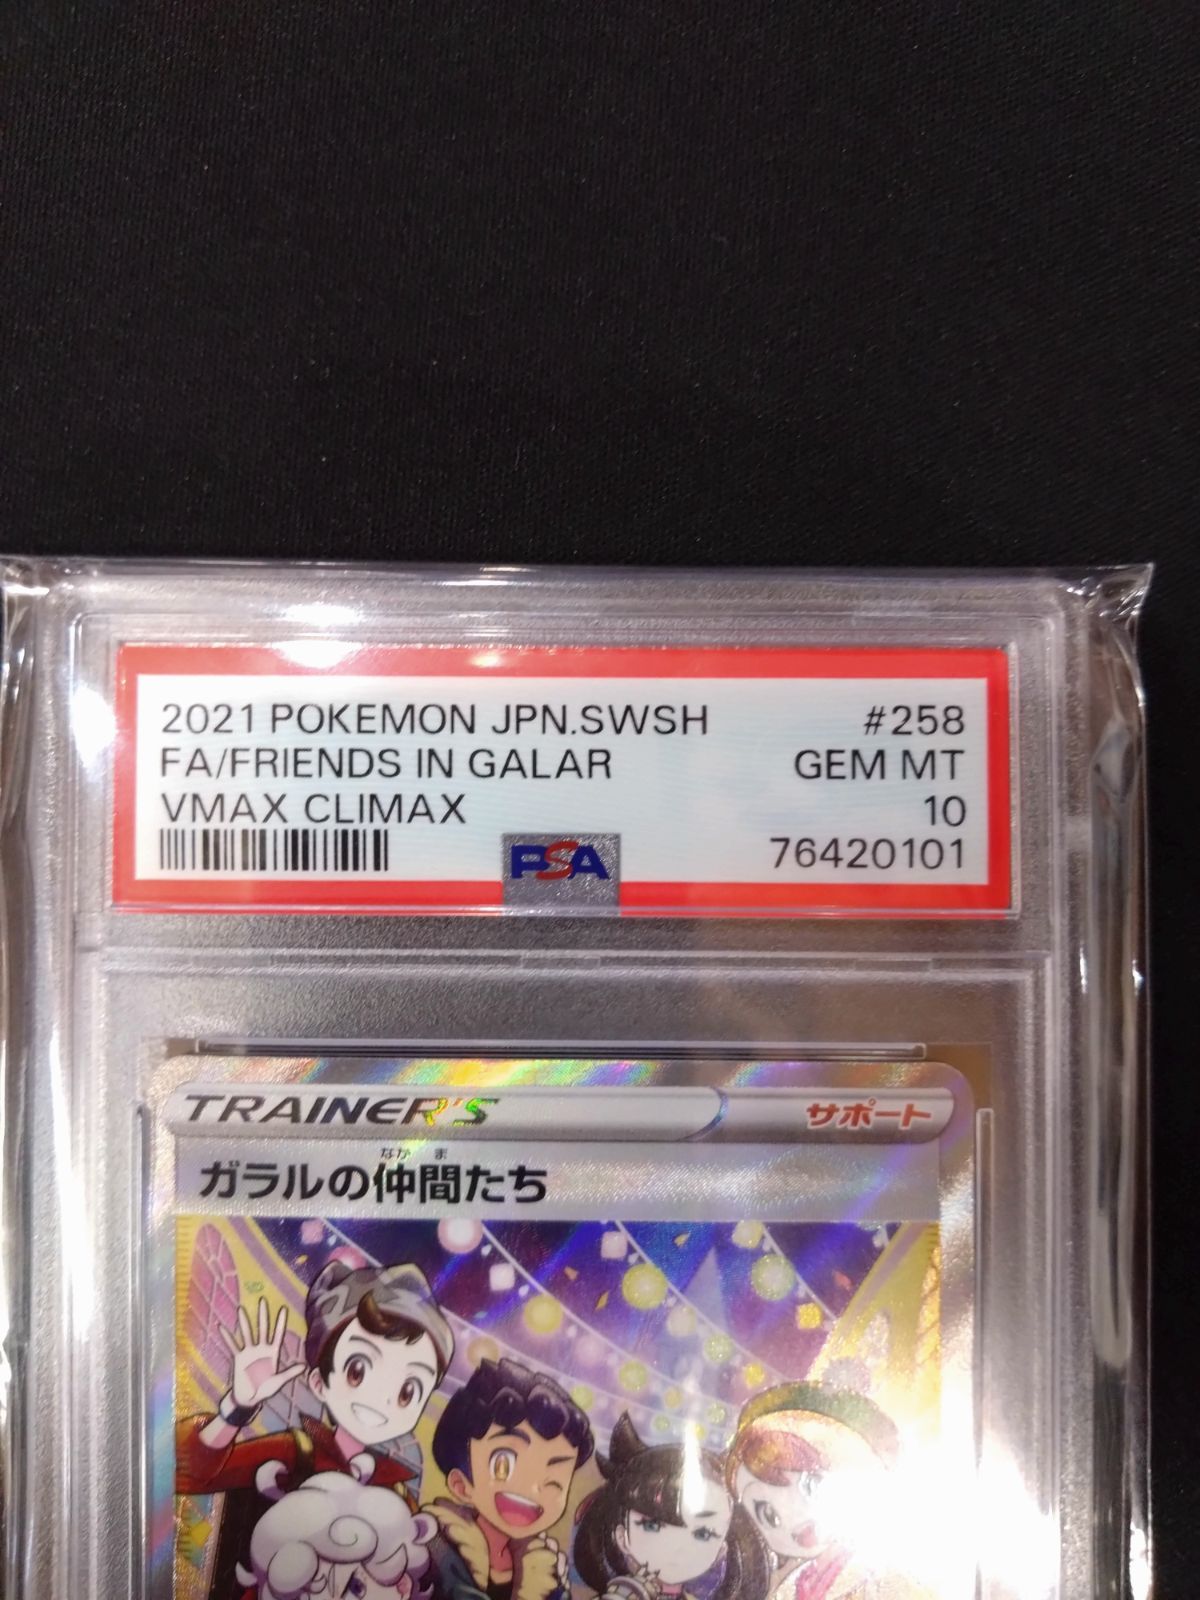 2021 POKEMON JPN.SWSH #258
FA/FRIENDS IN GALAR GEM MT
VMAX CLIMAX 10
PSA 76420101
TRAINER'S サポート
なか ま
ガラルの仲間たち